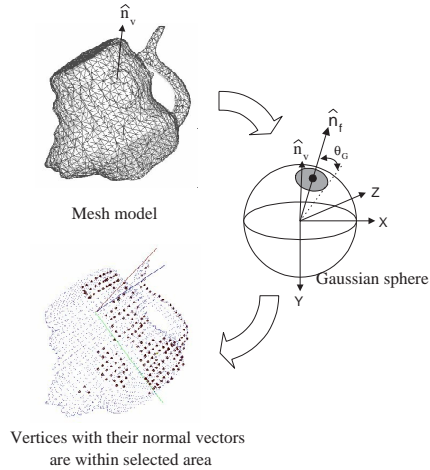 n̂v
Mesh model
n̂f
n̂v
θG
Z
X
Gaussian sphere
Y
Vertices with their normal vectors
are within selected area